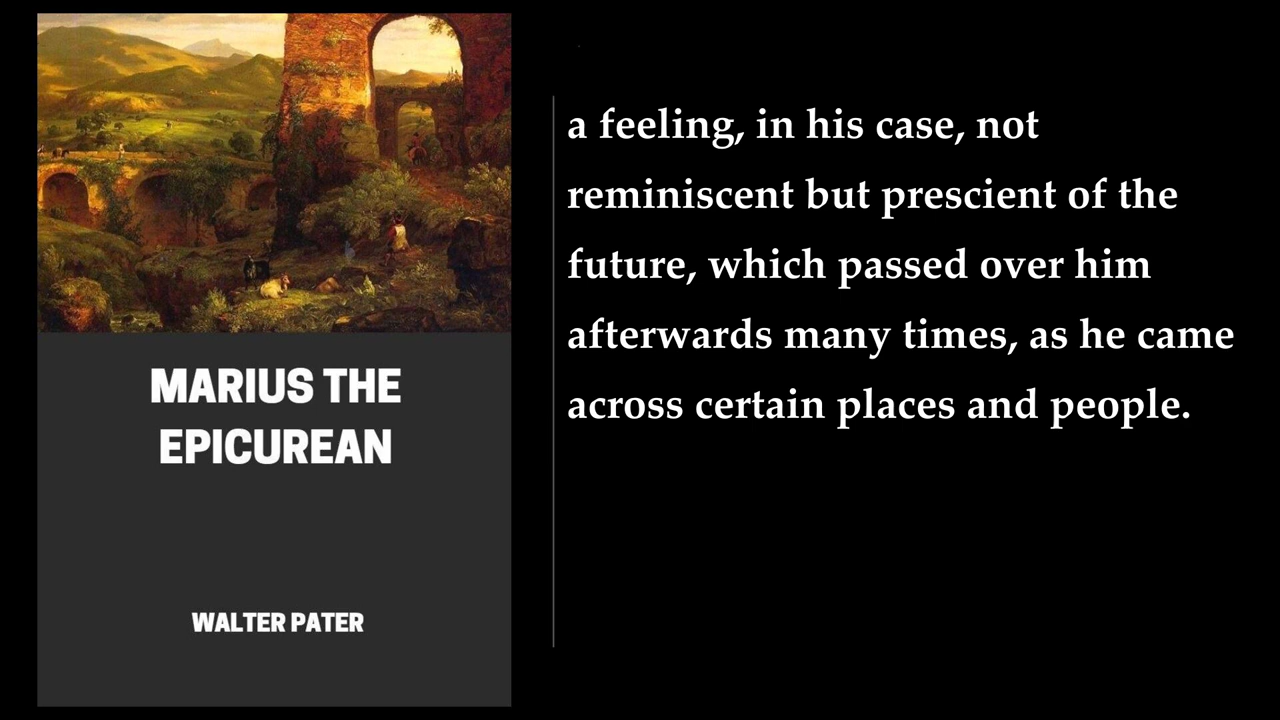 MARIUS THE
EPICUREAN
WALTER PATER
a feeling, in his case, not
reminiscent but prescient of the
future, which passed over him
afterwards many times, as he came
across certain places and people.